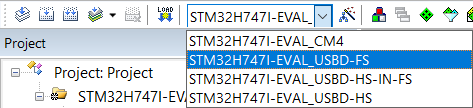 LOAD
STM32H747I-EVAL_
STM32H747I-EVAL_CM4
Project
STM32H747I-EVAL_USBD-FS
Project: Project
STM32H747I-EVAL_USBD-HS-IN-FS
STM32H747I-EVA
STM32H747I-EVAL_USBD-HS